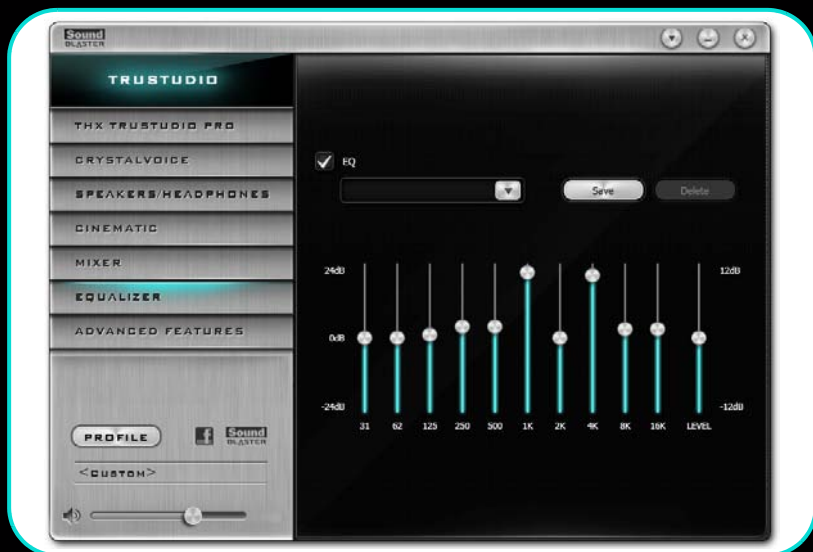 Sound
BLASTER
TRUSTUDIO
THX TRUSTUDIO PRO
CRYSTALVOICE
SPEAKERS/HEADPHONES
CINEMATIC
MIXER
EQUALIZER
ADVANCED FEATURES
PROFILE
f
Sound
BLASTER
<CUSTOM>
EQ
Save
Delete
24dB
12dB
0dB
-24dB
-12dB
31 62 125 250 500 1K 2K 4K 8K 16K LEVEL